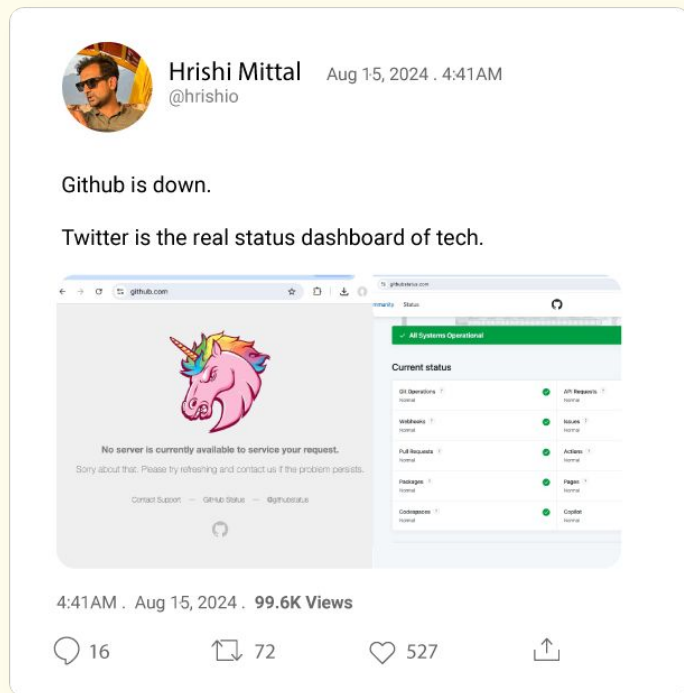 Hrishi Mittal Aug 15, 2024 . 4:41AM
@hrishio
Github is down.
Twitter is the real status dashboard of tech.
github.com
No server is currently available to service your request.
Sorry about that. Please try refreshing and contact us if the problem persists.
Contact Support — GitHub Status — @githubstatus
githubstatus.com
Status
All Systems Operational
Current status
Git Operations ? API Requests ?
Normal Normal
Webhooks ? Issues ?
Normal Normal
Pull Requests ? Actions ?
Normal Normal
Packages ? Pages ?
Normal Normal
Codespaces ? Copilot
Normal Normal
4:41AM . Aug 15, 2024 . 99.6K Views
16 72 527